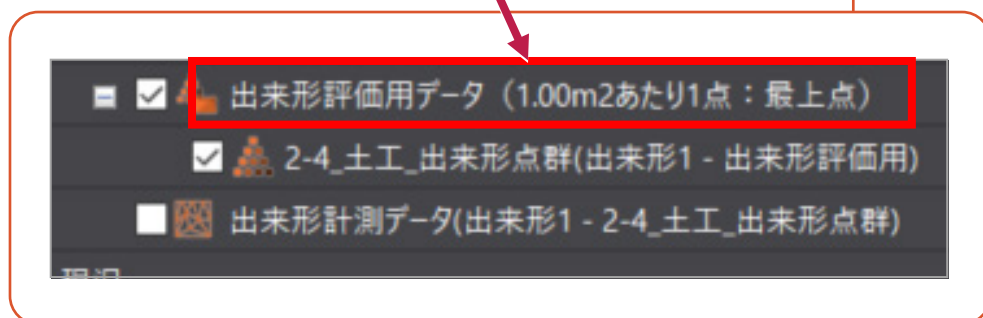 出来形評価用データ（1.00m2あたり1点：最上点）
2-4_土工_出来形点群(出来形1 - 出来形評価用)
出来形計測データ(出来形1 - 2-4_土工_出来形点群)